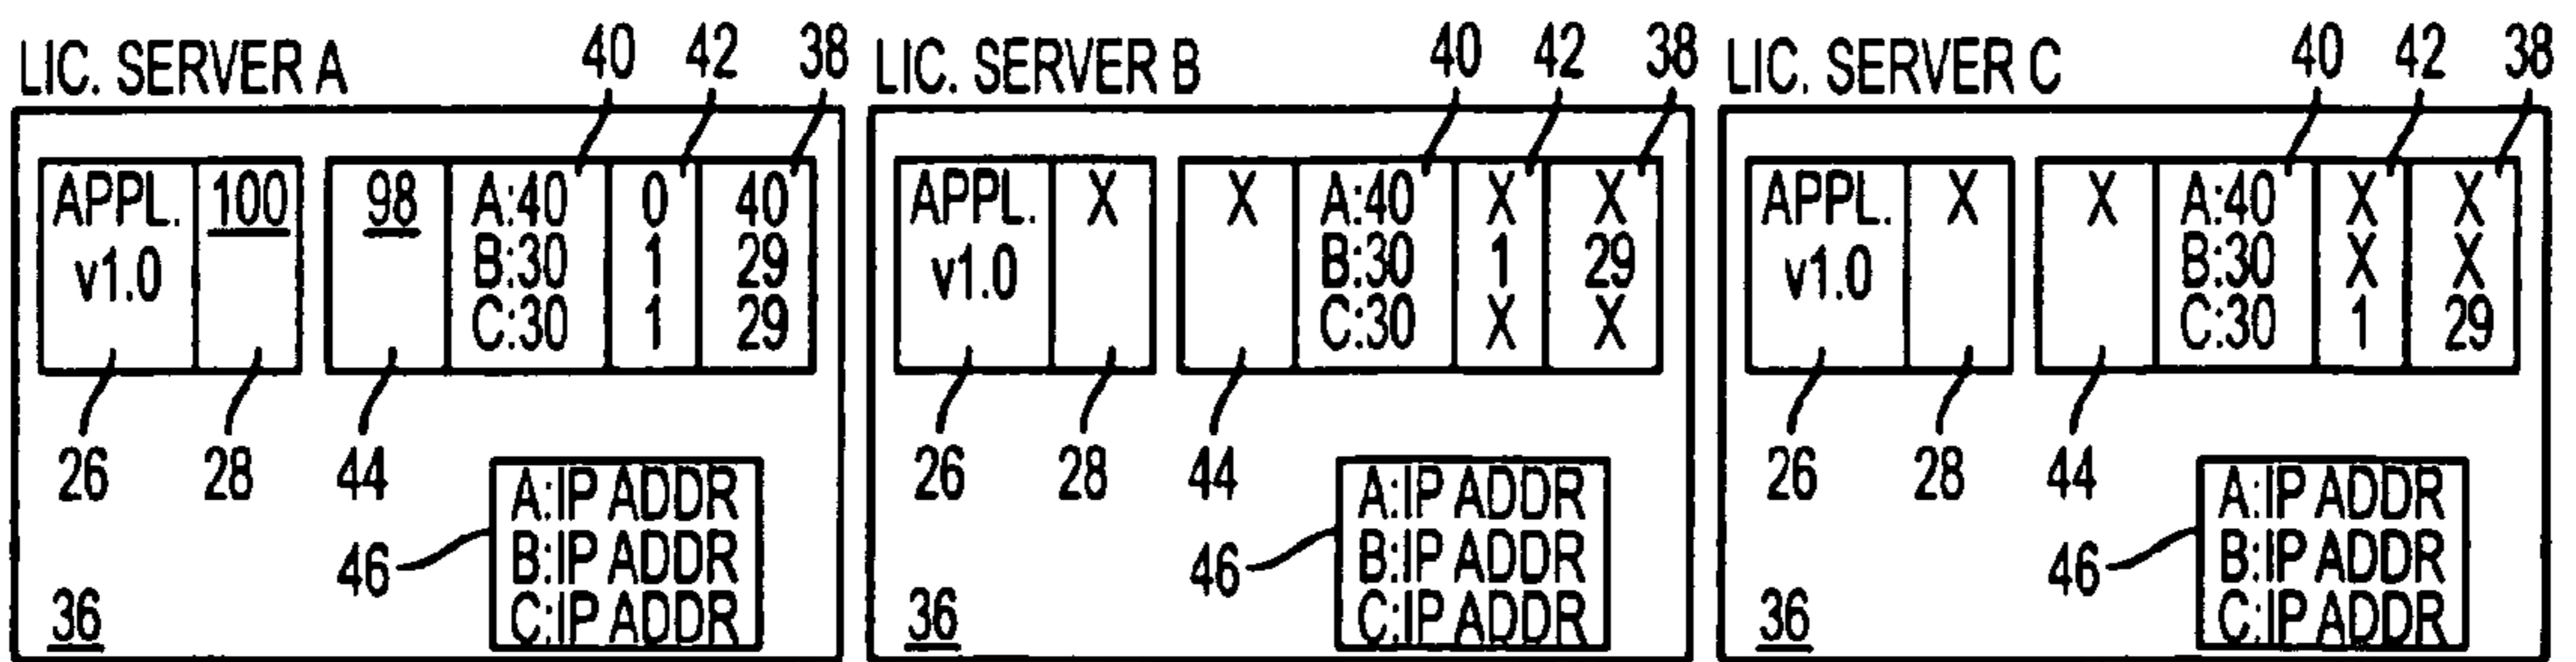 LIC. SERVER A 40 42 38 LIC. SERVER B 40 42 38 LIC. SERVER C 40 42 38
APPL. 100 98 A:40 0 40 APPL. X X A:40 X X APPL. X X A:40 X X
v1.0 B:30 1 29 v1.0 B:30 1 29 v1.0 B:30 X X
C:30 1 29 C:30 X X C:30 1 29
26 28 44 26 28 44 26 28 44
A:IP ADDR A:IP ADDR A:IP ADDR
46 B:IP ADDR 46 B:IP ADDR 46 B:IP ADDR
36 C:IP ADDR 36 C:IP ADDR 36 C:IP ADDR